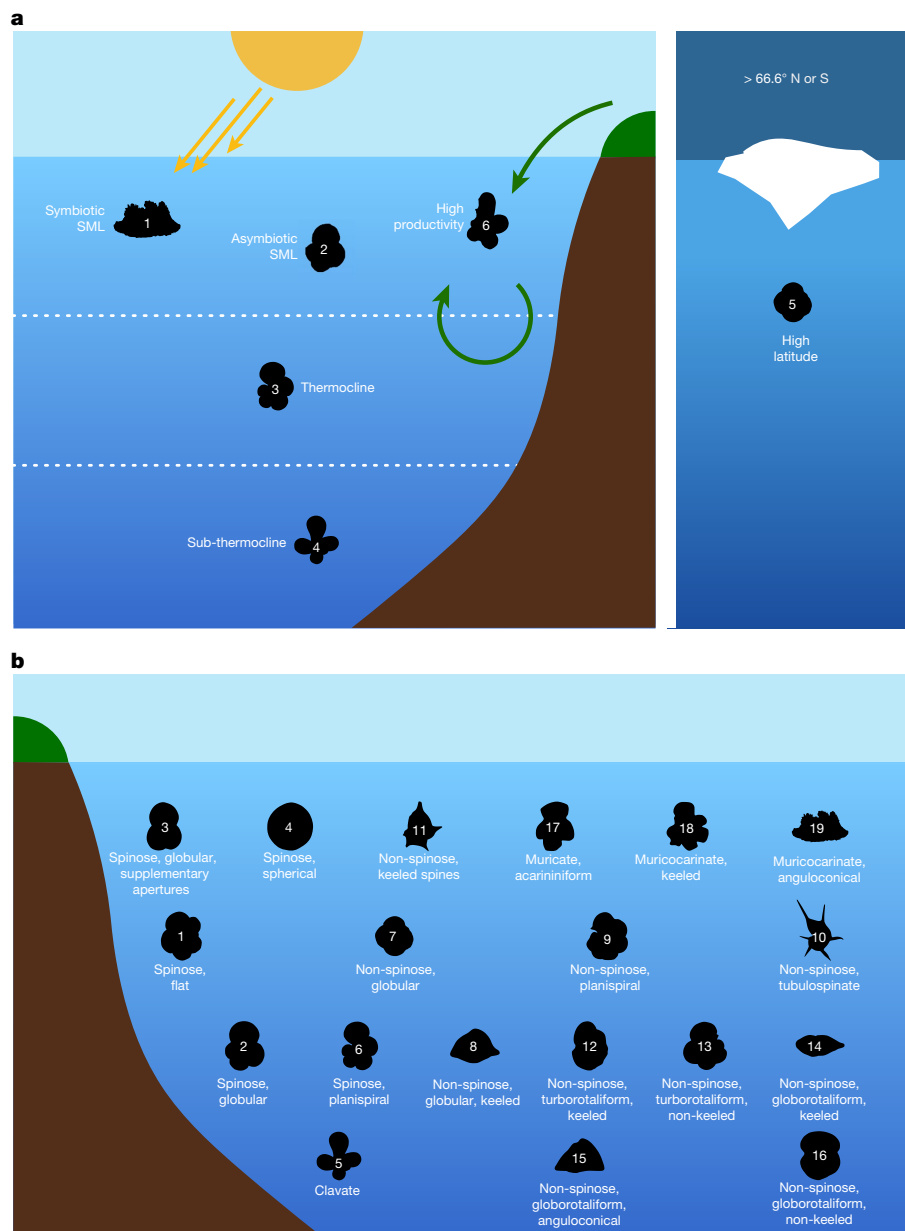 a
> 66.6° N or S
Symbiotic
SML
1
Asymbiotic
SML
2
High
productivity
6
5
High
latitude
3
Thermocline
Sub-thermocline
4
b
3
Spinose, globular,
supplementary
apertures
4
Spinose,
spherical
11
Non-spinose,
keeled spines
17
Muricate,
acarininiform
18
Muricocarinate,
keeled
19
Muricocarinate,
anguloconical
1
Spinose,
flat
7
Non-spinose,
globular
9
Non-spinose,
planispiral
10
Non-spinose,
tubulospinate
2
Spinose,
globular
6
Spinose,
planispiral
8
Non-spinose,
globular, keeled
12
Non-spinose,
turborotaliform,
keeled
13
Non-spinose,
turborotaliform,
non-keeled
14
Non-spinose,
globorotaliform,
keeled
5
Clavate
15
Non-spinose,
globorotaliform,
anguloconical
16
Non-spinose,
globorotaliform,
non-keeled